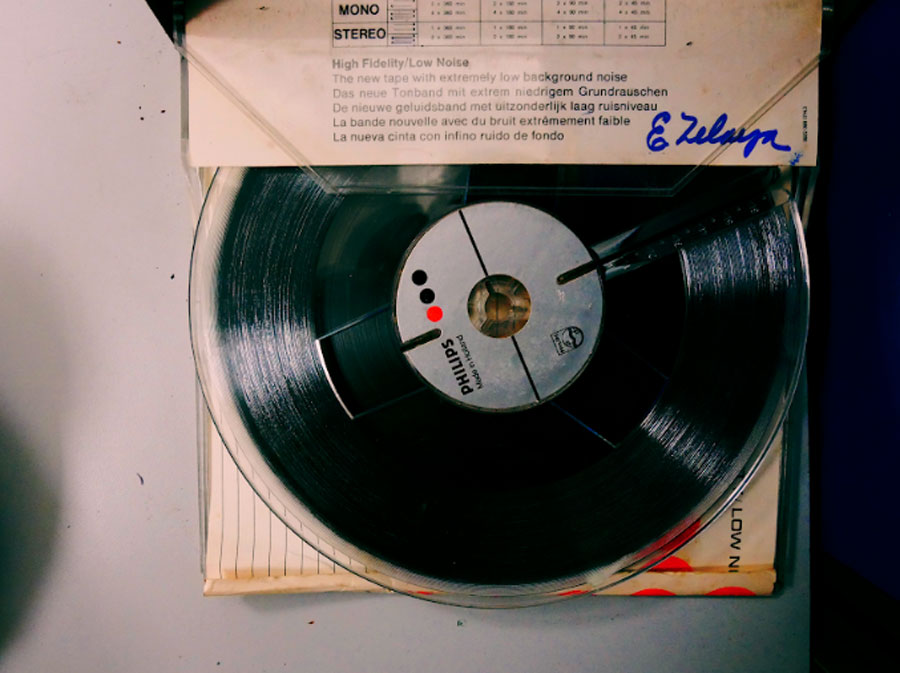 MONO
STEREO
High Fidelity/Low Noise
The new tape with extremely low background noise
Das neue Tonband mit extrem niedrigem Grundrauschen
De nieuwe geluidsband met uitzonderlijk laag ruisniveau
La bande nouvelle avec du bruit extrêmement faible
La nueva cinta con infino ruido de fondo
E Zelaya
PHILIPS
Made in Holland
LOW NI